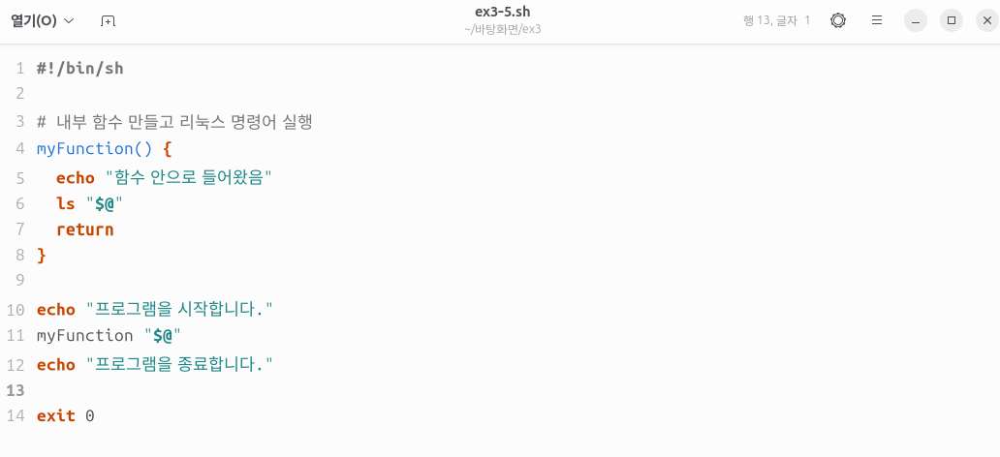 열기(O)
ex3-5.sh
~/바탕화면/ex3
행 13, 글자 1
1 #!/bin/sh
2
3 # 내부 함수 만들고 리눅스 명령어 실행
4 myFunction() {
5   echo "함수 안으로 들어왔음"
6   ls "$@"
7   return
8 }
9
10 echo "프로그램을 시작합니다."
11 myFunction "$@"
12 echo "프로그램을 종료합니다."
13
14 exit 0